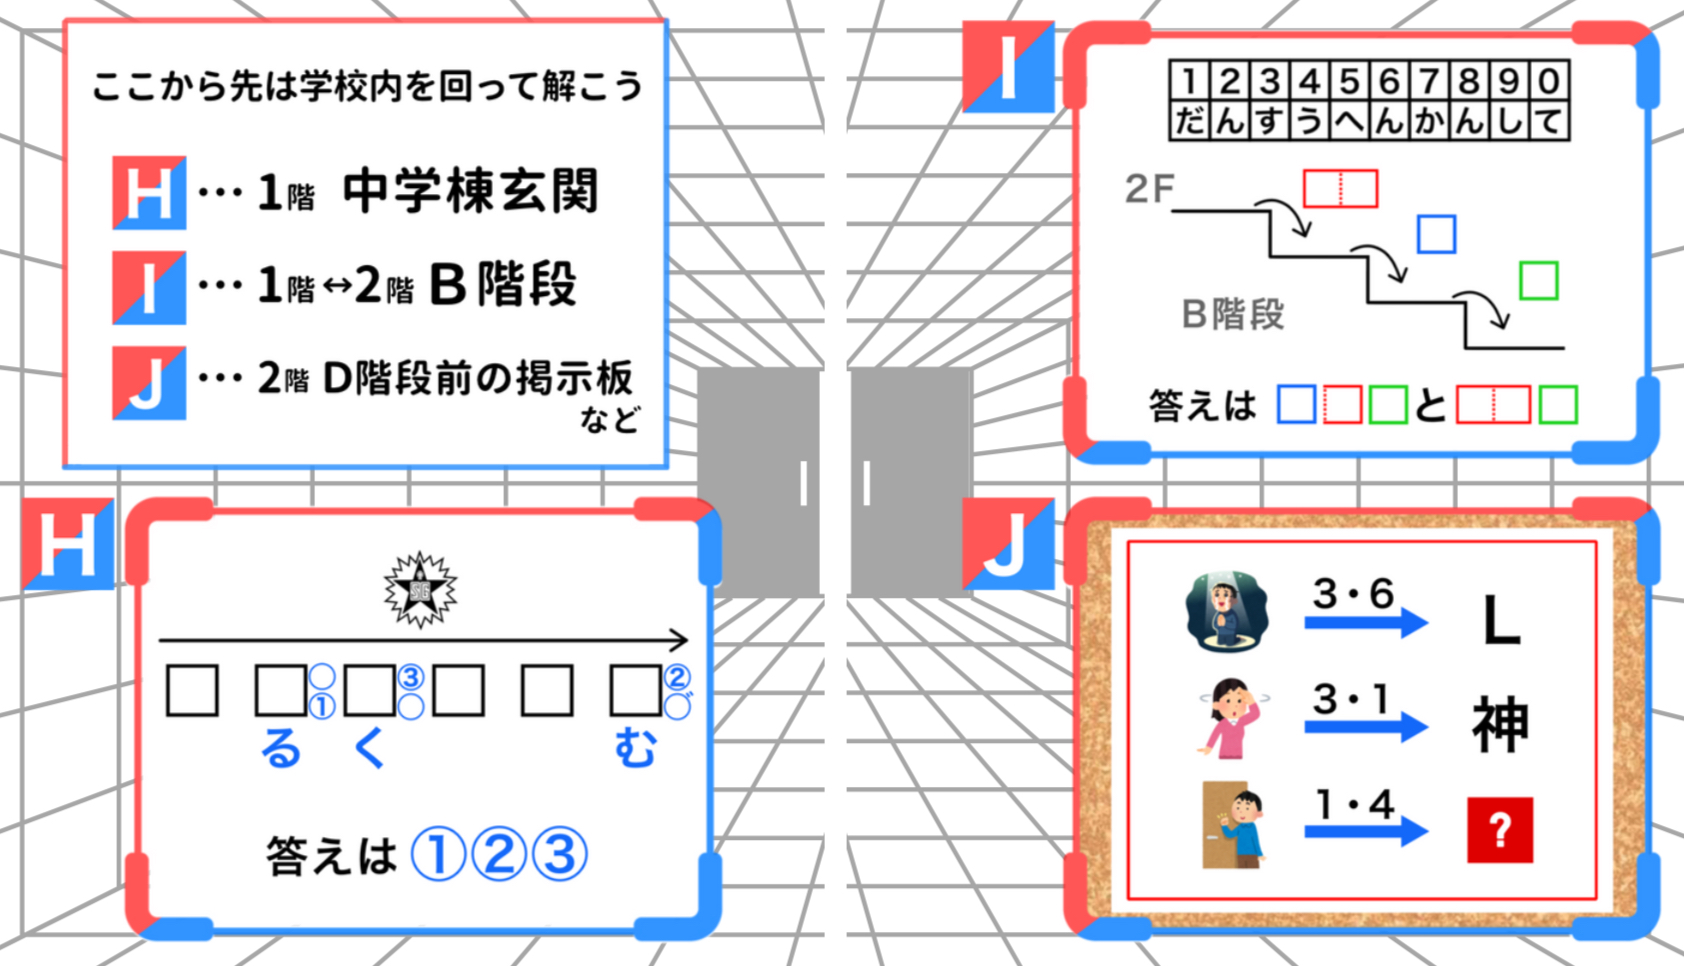 ここから先は学校内を回って解こう
H … 1階 中学棟玄関
I … 1階↔2階 B階段
J … 2階 D階段前の掲示板
など
H
SG
①
③
②
る く む
答えは ①②③
I
1 2 3 4 5 6 7 8 9 0
だ ん す う へ ん か ん し て
2F
B階段
答えは □□□と□□
J
3・6
L
3・1
神
1・4
?